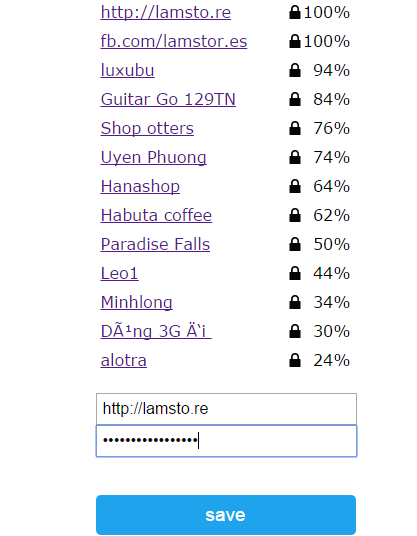 http://lamsto.re 100%
fb.com/lamstor.es 100%
luxubu 94%
Guitar Go 129TN 84%
Shop otters 76%
Uyen Phuong 74%
Hanashop 64%
Habuta coffee 62%
Paradise Falls 50%
Leo1 44%
Minhlong 34%
DÃ¹ng 3G Ä‘i 30%
alotra 24%
http://lamsto.re
•••••••••••••••••
save